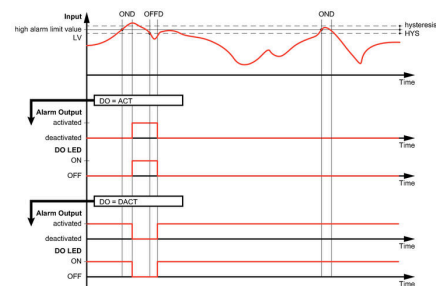 Input
OND OFFD
OND
hysteresis
HYS
high alarm limit value
LV
Time
DO = ACT
Alarm Output
activated
deactivated
Time
DO LED
ON
OFF
Time
DO = DACT
Alarm Output
activated
deactivated
Time
DO LED
ON
OFF
Time